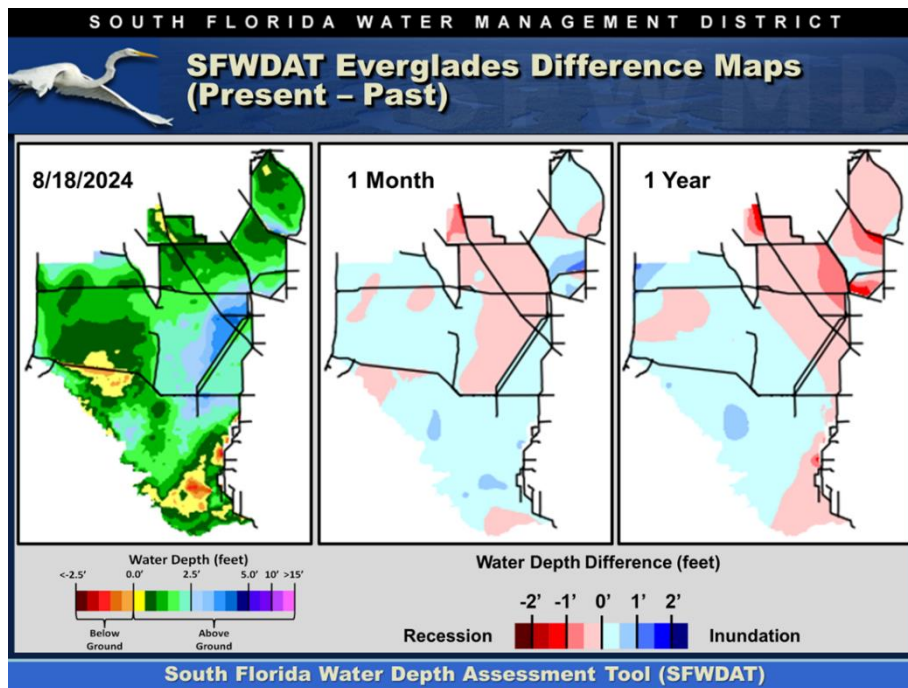 SOUTH FLORIDA WATER MANAGEMENT DISTRICT
SFWDAT Everglades Difference Maps
(Present – Past)
8/18/2024
1 Month
1 Year
Water Depth (feet)
<-2.5' 0.0' 2.5' 5.0' 10' >15'
Below
Ground
Above
Ground
Water Depth Difference (feet)
-2' -1' 0' 1' 2'
Recession
Inundation
South Florida Water Depth Assessment Tool (SFWDAT)